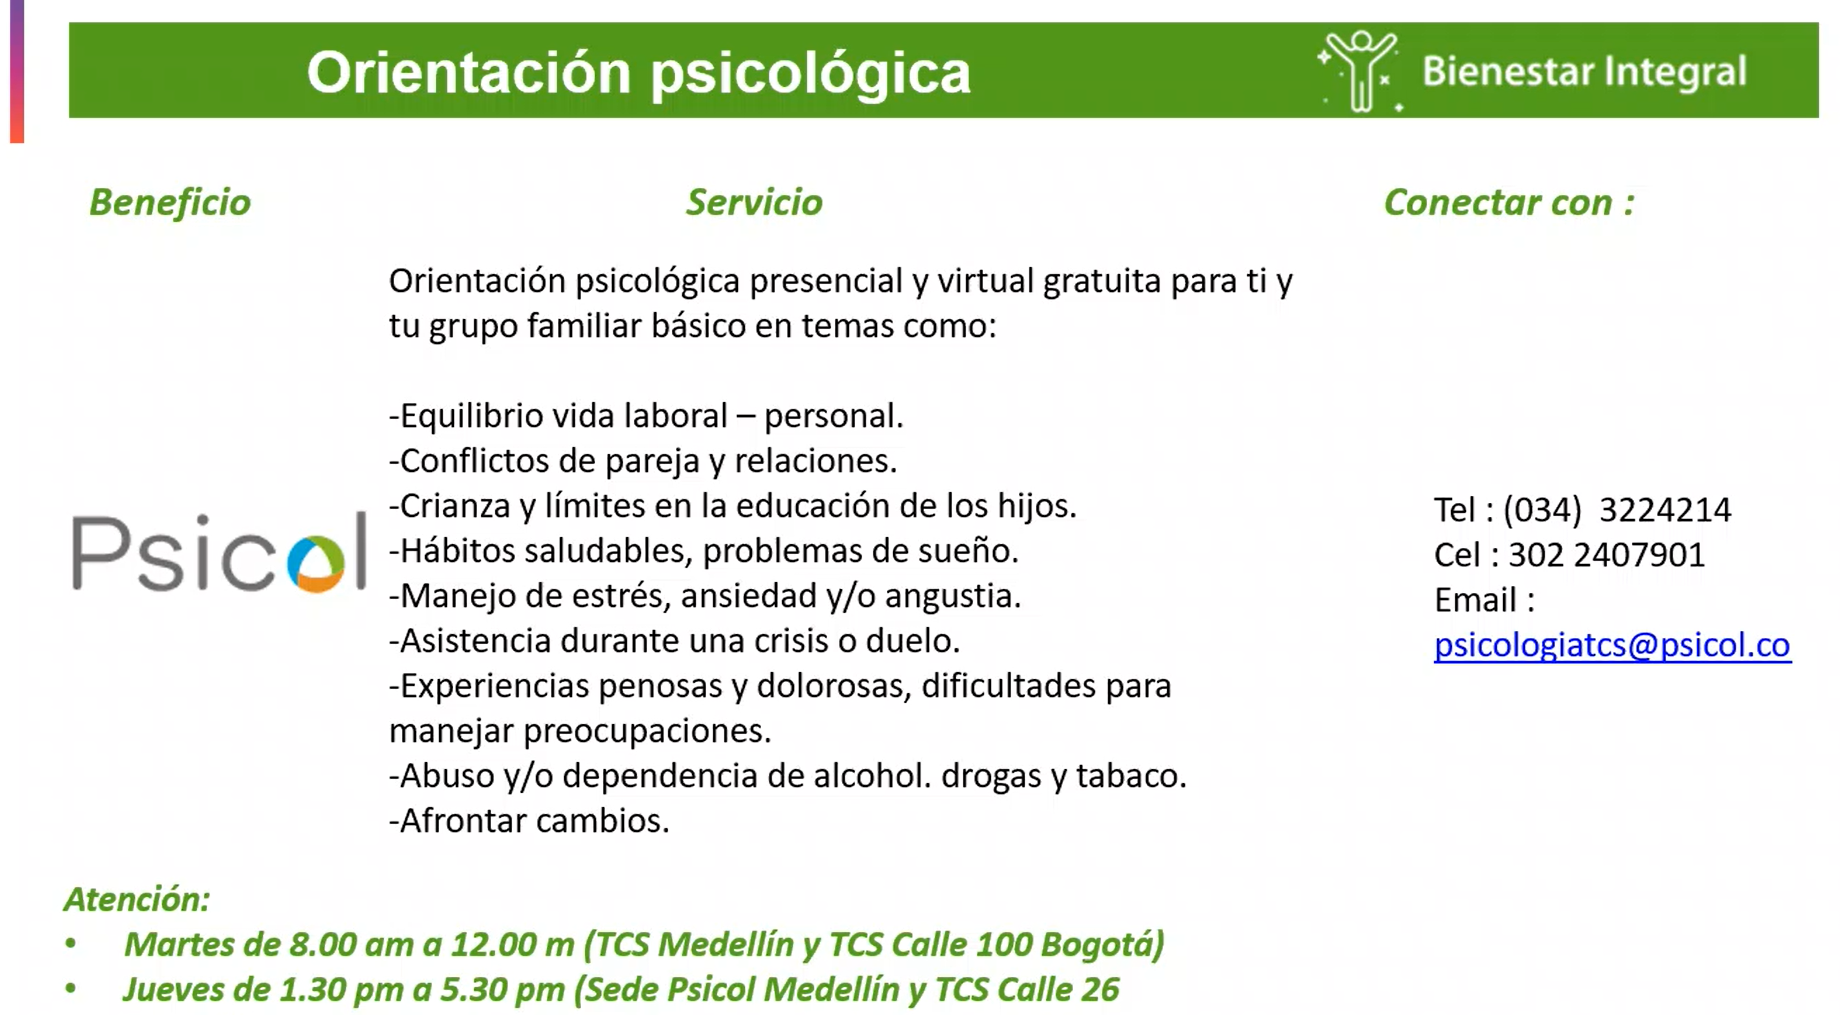 Orientación psicológica
Bienestar Integral
Beneficio
Servicio
Conectar con :
Psicol
Orientación psicológica presencial y virtual gratuita para ti y
tu grupo familiar básico en temas como:
-Equilibrio vida laboral – personal.
-Conflictos de pareja y relaciones.
-Crianza y límites en la educación de los hijos.
-Hábitos saludables, problemas de sueño.
-Manejo de estrés, ansiedad y/o angustia.
-Asistencia durante una crisis o duelo.
-Experiencias penosas y dolorosas, dificultades para
manejar preocupaciones.
-Abuso y/o dependencia de alcohol. drogas y tabaco.
-Afrontar cambios.
Tel : (034)  3224214
Cel : 302 2407901
Email :
psicologiatcs@psicol.co
Atención:
• Martes de 8.00 am a 12.00 m (TCS Medellín y TCS Calle 100 Bogotá)
• Jueves de 1.30 pm a 5.30 pm (Sede Psicol Medellín y TCS Calle 26